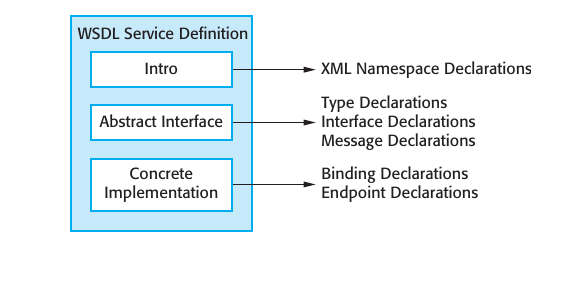 WSDL Service Definition
Intro
XML Namespace Declarations
Abstract Interface
Type Declarations
Interface Declarations
Message Declarations
Concrete
Implementation
Binding Declarations
Endpoint Declarations